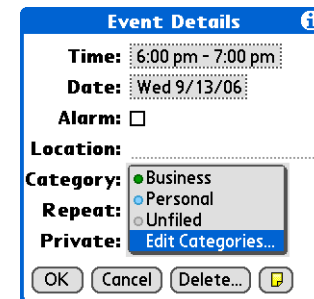 Event Details i
Time: 6:00 pm - 7:00 pm
Date: Wed 9/13/06
Alarm:
Location:
Category: Business
Repeat: Personal
Unfiled
Private: Edit Categories...
OK Cancel Delete...